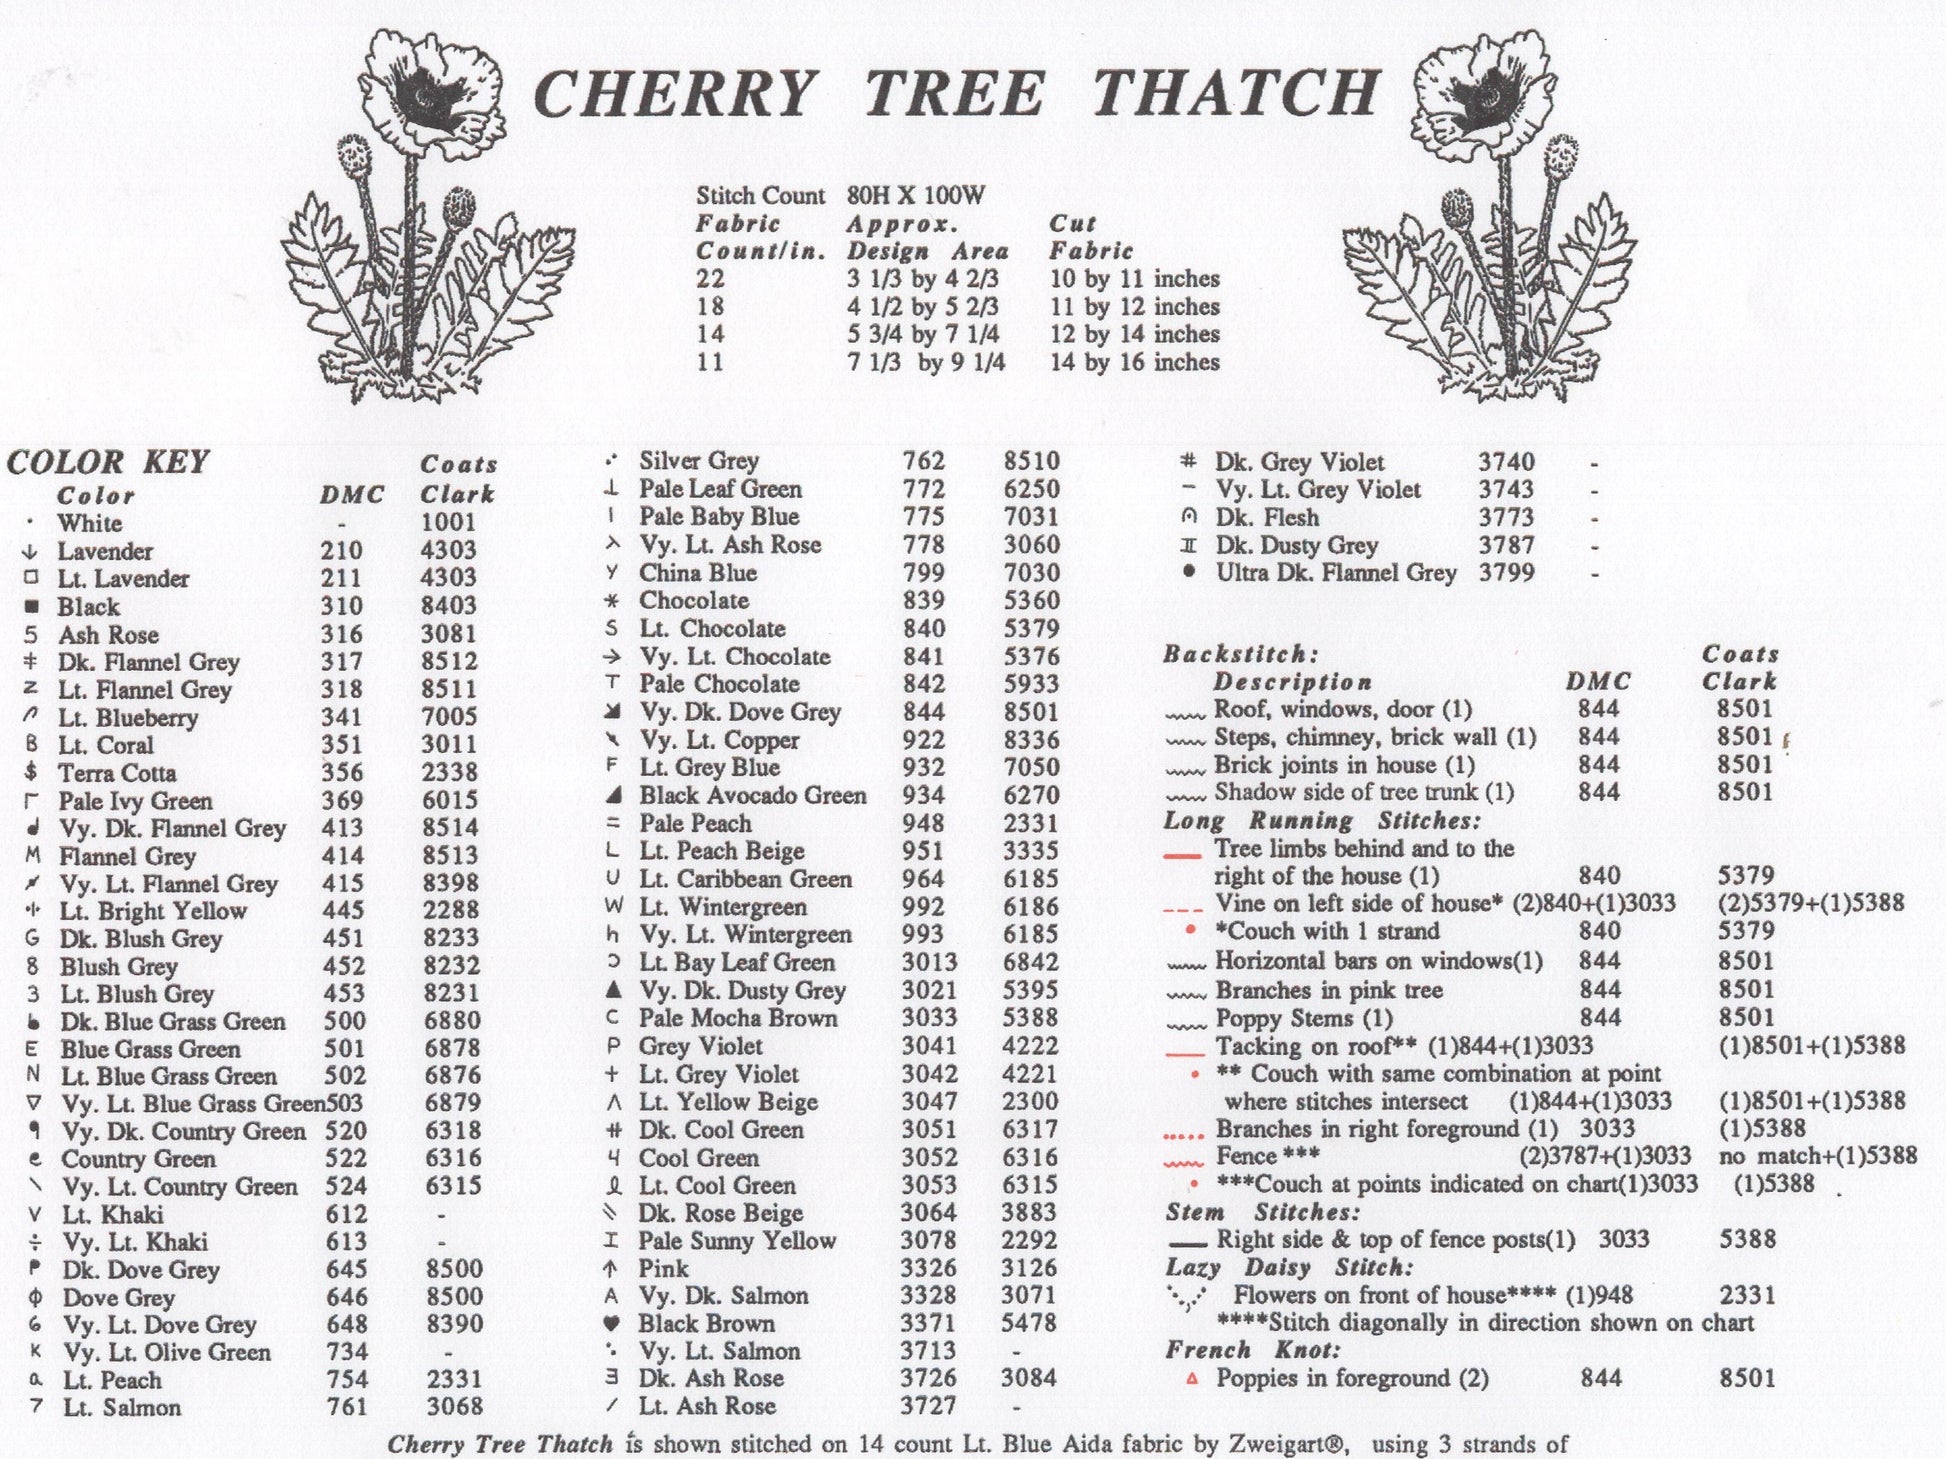 CHERRY TREE THATCH
Stitch Count 80H X 100W
Fabric Approx. Cut
Count/in. Design Area Fabric
22 3 1/3 by 4 2/3 10 by 11 inches
18 4 1/2 by 5 2/3 11 by 12 inches
14 5 3/4 by 7 1/4 12 by 14 inches
11 7 1/3 by 9 1/4 14 by 16 inches
COLOR KEY Coats
Color DMC Clark
White - 1001
Lavender 210 4303
Lt. Lavender 211 4303
Black 310 8403
Ash Rose 316 3081
Dk. Flannel Grey 317 8512
Lt. Flannel Grey 318 8511
Lt. Blueberry 341 7005
Lt. Coral 351 3011
$ Terra Cotta 356 2338
Pale Ivy Green 369 6015
Vy. Dk. Flannel Grey 413 8514
M Flannel Grey 414 8513
Vy. Lt. Flannel Grey 415 8398
Lt. Bright Yellow 445 2288
G Dk. Blush Grey 451 8233
8 Blush Grey 452 8232
3 Lt. Blush Grey 453 8231
Dk. Blue Grass Green 500 6880
E Blue Grass Green 501 6878
N Lt. Blue Grass Green 502 6876
▽ Vy. Lt. Blue Grass Green503 6879
Vy. Dk. Country Green 520 6318
e Country Green 522 6316
\ Vy. Lt. Country Green 524 6315
V Lt. Khaki 612 -
÷ Vy. Lt. Khaki 613 -
Dk. Dove Grey 645 8500
ϕ Dove Grey 646 8500
6 Vy. Lt. Dove Grey 648 8390
K Vy. Lt. Olive Green 734 -
a Lt. Peach 754 2331
7 Lt. Salmon 761 3068
Silver Grey 762 8510
⊥ Pale Leaf Green 772 6250
| Pale Baby Blue 775 7031
Vy. Lt. Ash Rose 778 3060
Y China Blue 799 7030
* Chocolate 839 5360
S Lt. Chocolate 840 5379
→ Vy. Lt. Chocolate 841 5376
T Pale Chocolate 842 5933
Vy. Dk. Dove Grey 844 8501
Vy. Lt. Copper 922 8336
F Lt. Grey Blue 932 7050
◢ Black Avocado Green 934 6270
= Pale Peach 948 2331
L Lt. Peach Beige 951 3335
U Lt. Caribbean Green 964 6185
W Lt. Wintergreen 992 6186
h Vy. Lt. Wintergreen 993 6185
Lt. Bay Leaf Green 3013 6842
▲ Vy. Dk. Dusty Grey 3021 5395
C Pale Mocha Brown 3033 5388
P Grey Violet 3041 4222
+ Lt. Grey Violet 3042 4221
Λ Lt. Yellow Beige 3047 2300
# Dk. Cool Green 3051 6317
4 Cool Green 3052 6316
Lt. Cool Green 3053 6315
Dk. Rose Beige 3064 3883
I Pale Sunny Yellow 3078 2292
↑ Pink 3326 3126
A Vy. Dk. Salmon 3328 3071
♥ Black Brown 3371 5478
Vy. Lt. Salmon 3713 -
Dk. Ash Rose 3726 3084
/ Lt. Ash Rose 3727 -
# Dk. Grey Violet 3740 -
– Vy. Lt. Grey Violet 3743 -
Dk. Flesh 3773 -
II Dk. Dusty Grey 3787 -
● Ultra Dk. Flannel Grey 3799 -
Backstitch: Coats
Description DMC Clark
Roof, windows, door (1) 844 8501
Steps, chimney, brick wall (1) 844 8501
Brick joints in house (1) 844 8501
Shadow side of tree trunk (1) 844 8501
Long Running Stitches:
Tree limbs behind and to the
right of the house (1) 840 5379
Vine on left side of house* (2)840+(1)3033 (2)5379+(1)5388
*Couch with 1 strand 840 5379
Horizontal bars on windows(1) 844 8501
Branches in pink tree 844 8501
Poppy Stems (1) 844 8501
Tacking on roof** (1)844+(1)3033 (1)8501+(1)5388
** Couch with same combination at point
where stitches intersect (1)844+(1)3033 (1)8501+(1)5388
Branches in right foreground (1) 3033 (1)5388
Fence *** (2)3787+(1)3033 no match+(1)5388
***Couch at points indicated on chart(1)3033 (1)5388
Stem Stitches:
Right side & top of fence posts(1) 3033 5388
Lazy Daisy Stitch:
Flowers on front of house**** (1)948 2331
****Stitch diagonally in direction shown on chart
French Knot:
Poppies in foreground (2) 844 8501
Cherry Tree Thatch is shown stitched on 14 count Lt. Blue Aida fabric by Zweigart®, using 3 strands of